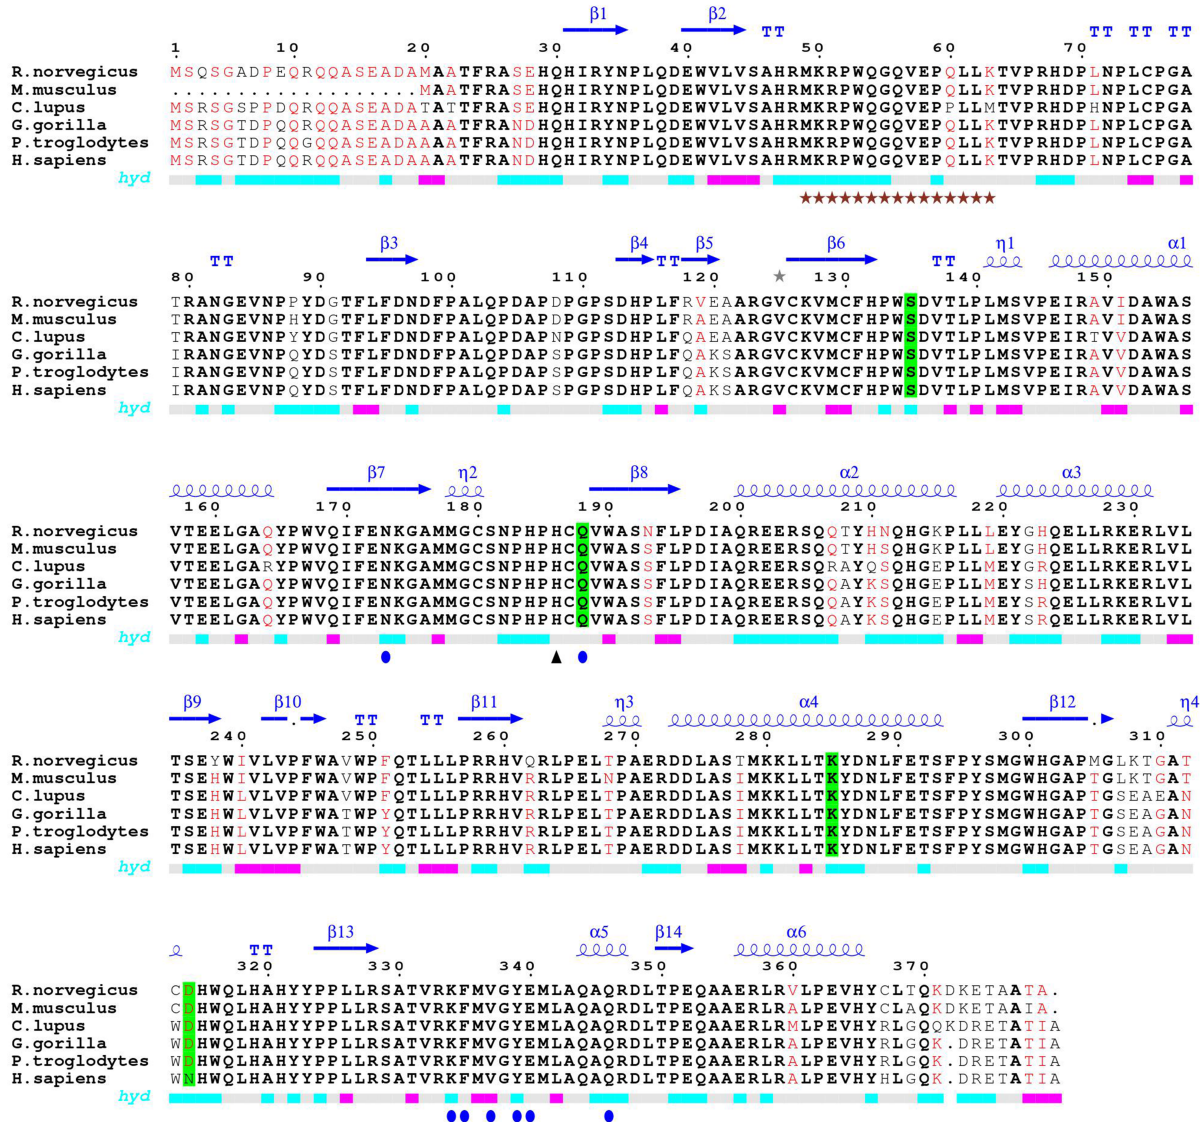 β1 β2 TT TT TT TT
1 10 20 30 40 50 60 70
R.norvegicus MSQSGADPEQRQQASEADAMAATFRASEHQHIRYNPLQDEWVLVSAHRMKRPWQGQVEPQLLKTVPRHDPLNPLCPGA
M.musculus ...................MAATFRASEHQHIRYNPLQDEWVLVSAHRMKRPWQGQVEPQLLKTVPRHDPLNPLCPGA
C.lupus MSRSGSPPDQRQQASEADATATTFRASEHQHIRYNPLQDEWVLVSAHRMKRPWQGQVEPPLLMTVPRHDPHNPLCPGA
G.gorilla MSRSGTDPQQRQQASEADAAAATFRANDHQHIRYNPLQDEWVLVSAHRMKRPWQGQVEPQLLKTVPRHDPLNPLCPGA
P.troglodytes MSRSGTDPQQRQQASEADAAAATFRANDHQHIRYNPLQDEWVLVSAHRMKRPWQGQVEPQLLKTVPRHDPLNPLCPGA
H.sapiens MSRSGTDPQQRQQASEADAAAATFRANDHQHIRYNPLQDEWVLVSAHRMKRPWQGQVEPQLLKTVPRHDPLNPLCPGA
hyd
TT β3 β4 TT β5 β6 TT η1 α1
80 90 100 110 120 130 140 150
R.norvegicus TRANGEVNPPYDGTFLFDNDFPALQPDAPDPGPSDHPLFRVEAARGVCKVMCFHPWSDVTLPLMSVPEIRAVIDAWAS
M.musculus TRANGEVNPHYDGTFLFDNDFPALQPDAPDPGPSDHPLFRAEAARGVCKVMCFHPWSDVTLPLMSVPEIRAVIDAWAS
C.lupus TRANGEVNPQYDGTFLFDNDFPALQPDAPNPGPSDHPLFQAEAARGVCKVMCFHPWSDVTLPLMSVPEIRTVIDAWAS
G.gorilla IRANGEVNPQYDSTFLFDNDFPALQPDAPSPGPSDHPLFQAKSARGVCKVMCFHPWSDVTLPLMSVPEIRAVVDAWAS
P.troglodytes IRANGEVNPQYDSTFLFDNDFPALQPDAPSPGPSDHPLFQAKSARGVCKVMCFHPWSDVTLPLMSVPEIRAVVDAWAS
H.sapiens IRANGEVNPQYDSTFLFDNDFPALQPDAPSPGPSDHPLFQAKSARGVCKVMCFHPWSDVTLPLMSVPEIRAVVDAWAS
hyd
β7 η2 β8 α2 α3
160 170 180 190 200 210 220 230
R.norvegicus VTEELGAQYPWVQIFENKGAMMGCSNPHPHCQVWASNFLPDIAQREERSQQTYHNQHGKPLLLEYGHQELLRKERLVL
M.musculus VTEELGAQYPWVQIFENKGAMMGCSNPHPHCQVWASSFLPDIAQREERSQQTYHSQHGKPLLLEYGHQELLRKERLVL
C.lupus VTEELGARYPWVQIFENKGAMMGCSNPHPHCQVWASSFLPDIAQREERSQRAYQSQHGEPLLMEYGRQELLRKERLVL
G.gorilla VTEELGAQYPWVQIFENKGAMMGCSNPHPHCQVWASSFLPDIAQREERSQQAYKSQHGEPLLMEYSHQELLRKERLVL
P.troglodytes VTEELGAQYPWVQIFENKGAMMGCSNPHPHCQVWASSFLPDIAQREERSQQAYKSQHGEPLLMEYSRQELLRKERLVL
H.sapiens VTEELGAQYPWVQIFENKGAMMGCSNPHPHCQVWASSFLPDIAQREERSQQAYKSQHGEPLLMEYSRQELLRKERLVL
hyd
β9 β10 . TT TT β11 η3 α4 β12 . η4
240 250 260 270 280 290 300 310
R.norvegicus TSEYWIVLVPFWAVWPFQTLLLPRRHVQRLPELTPAERDDLASTMKKLLTKYDNLFETSFPYSMGWHGAPMGLKTGAT
M.musculus TSEHWIVLVPFWAVWPFQTLLLPRRHVRRLPELNPAERDDLASIMKKLLTKYDNLFETSFPYSMGWHGAPTGLKTGAT
C.lupus TSEHWLVLVPFWAVWPFQTLLLPRRHVRRLPELTPAERDDLASIMKKLLTKYDNLFETSFPYSMGWHGAPTGSEAEAN
G.gorilla TSEHWLVLVPFWATWPYQTLLLPRRHVRRLPELTPAERDDLASIMKKLLTKYDNLFETSFPYSMGWHGAPTGSEAGAN
P.troglodytes TSEHWLVLVPFWATWPYQTLLLPRRHVRRLPELTPAERDDLASIMKKLLTKYDNLFETSFPYSMGWHGAPTGSEAGAN
H.sapiens TSEHWLVLVPFWATWPYQTLLLPRRHVRRLPELTPAERDDLASIMKKLLTKYDNLFETSFPYSMGWHGAPTGSEAGAN
hyd
TT β13 α5 β14 α6
320 330 340 350 360 370
R.norvegicus CDHWQLHAHYYPPLLRSATVRKFMVGYEMLAQAQRDLTPEQAAERLRVLPEVHYCLTQKDKETAATA.
M.musculus CDHWQLHAHYYPPLLRSATVRKFMVGYEMLAQAQRDLTPEQAAERLRALPEVHYCLAQKDKETAAIA.
C.lupus WDHWQLHAHYYPPLLRSATVRKFMVGYEMLAQAQRDLTPEQAAERLRMLPEVHYRLGQQKDRETATIA
G.gorilla WDHWQLHAHYYPPLLRSATVRKFMVGYEMLAQAQRDLTPEQAAERLRALPEVHYRLGQK.DRETATIA
P.troglodytes WDHWQLHAHYYPPLLRSATVRKFMVGYEMLAQAQRDLTPEQAAERLRALPEVHYRLGQK.DRETATIA
H.sapiens WNHWQLHAHYYPPLLRSATVRKFMVGYEMLAQAQRDLTPEQAAERLRALPEVHYHLGQK.DRETATIA
hyd